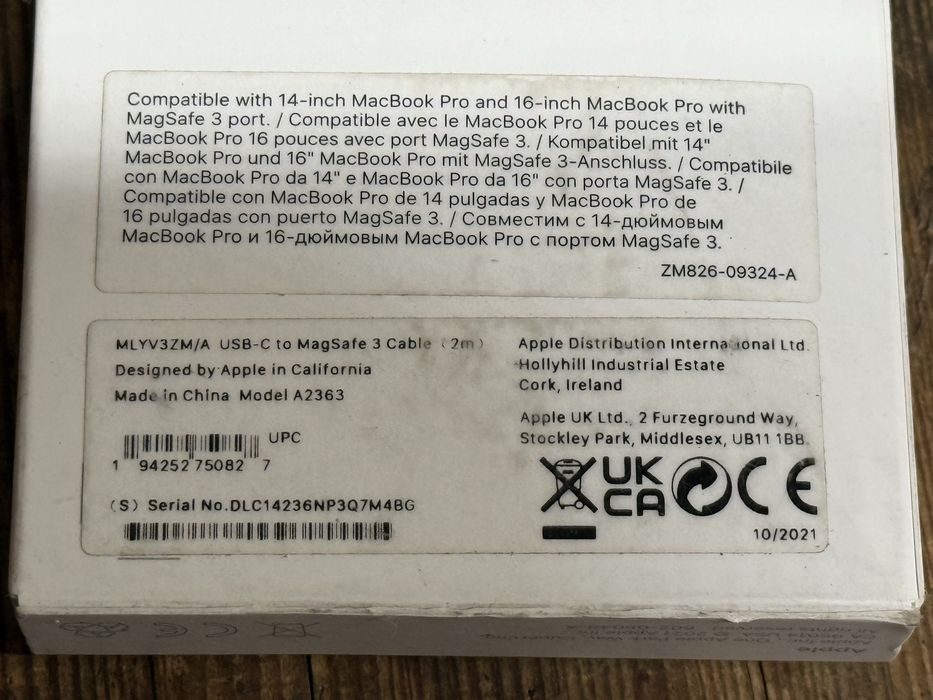 Compatible with 14-inch MacBook Pro and 16-inch MacBook Pro with
MagSafe 3 port. / Compatible avec le MacBook Pro 14 pouces et le
MacBook Pro 16 pouces avec port MagSafe 3. / Kompatibel mit 14"
MacBook Pro und 16" MacBook Pro mit MagSafe 3-Anschluss. / Compatibile
con MacBook Pro da 14" e MacBook Pro da 16" con porta MagSafe 3. /
Compatible con MacBook Pro de 14 pulgadas y MacBook Pro de
16 pulgadas con puerto MagSafe 3. / Совместим с 14-дюймовым
MacBook Pro и 16-дюймовым MacBook Pro с портом MagSafe 3.
ZM826-09324-A
MLYV3ZM/A USB-C to MagSafe 3 Cable (2m)
Designed by Apple in California
Made in China Model A2363
UPC
1 94252 75082 7
(S) Serial No.DLC14236NP3Q7M4BG
Apple Distribution International Ltd.
Hollyhill Industrial Estate
Cork, Ireland
Apple UK Ltd., 2 Furzeground Way,
Stockley Park, Middlesex, UB11 1BB.
UK
CA
CE
10/2021